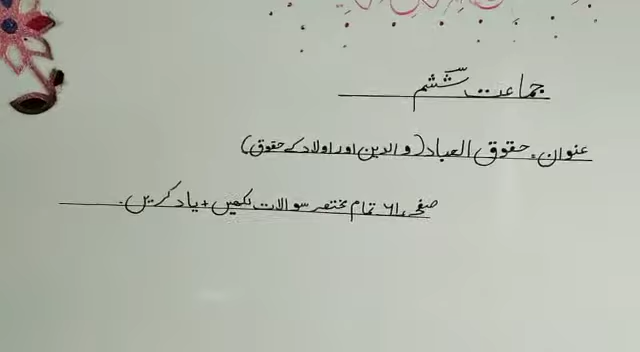 جماعت ششم
عنوان: حقوق العباد (والدین اور اولاد کے حقوق)
صفحہ ۶۱ تمام مختصر سوالات لکھیں + یاد کریں۔